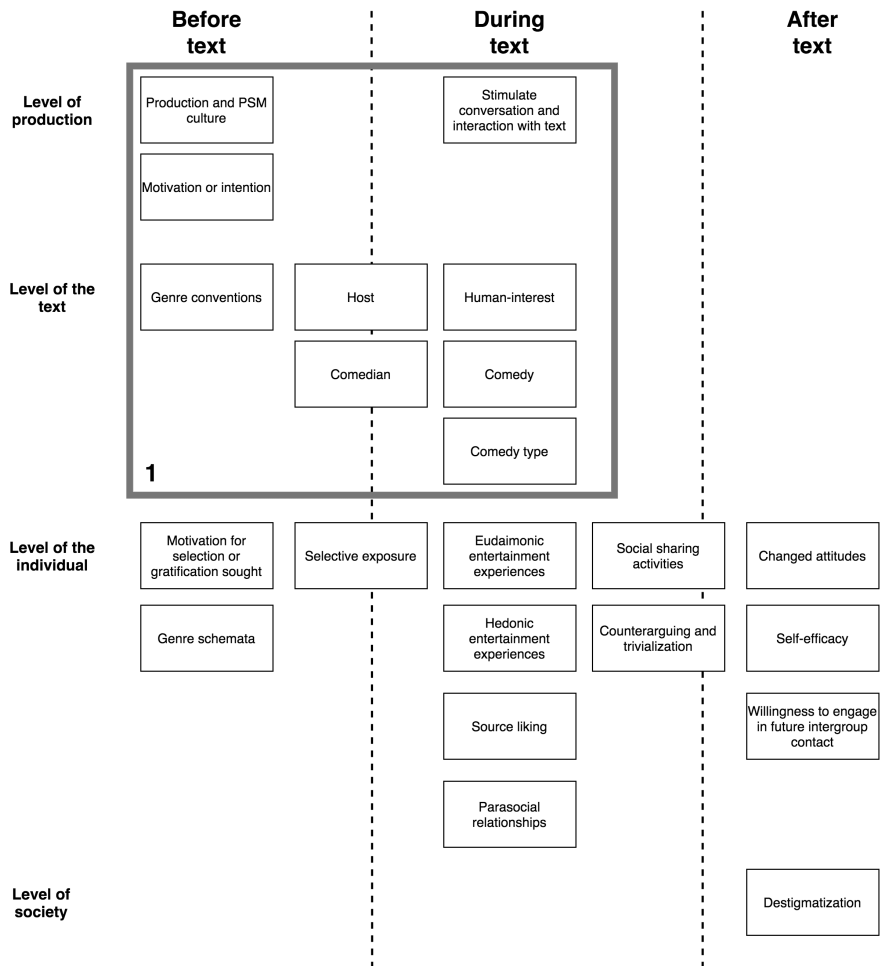 Before
text
During
text
After
text
Level of
production
Production and PSM
culture
Stimulate
conversation and
interaction with text
Motivation or intention
Level of the
text
Genre conventions
Host
Human-interest
Comedian
Comedy
Comedy type
1
Level of the
individual
Motivation for
selection or
gratification sought
Selective exposure
Eudaimonic
entertainment
experiences
Social sharing
activities
Changed attitudes
Genre schemata
Hedonic
entertainment
experiences
Counterarguing and
trivialization
Self-efficacy
Source liking
Willingness to engage
in future intergroup
contact
Parasocial
relationships
Level of
society
Destigmatization